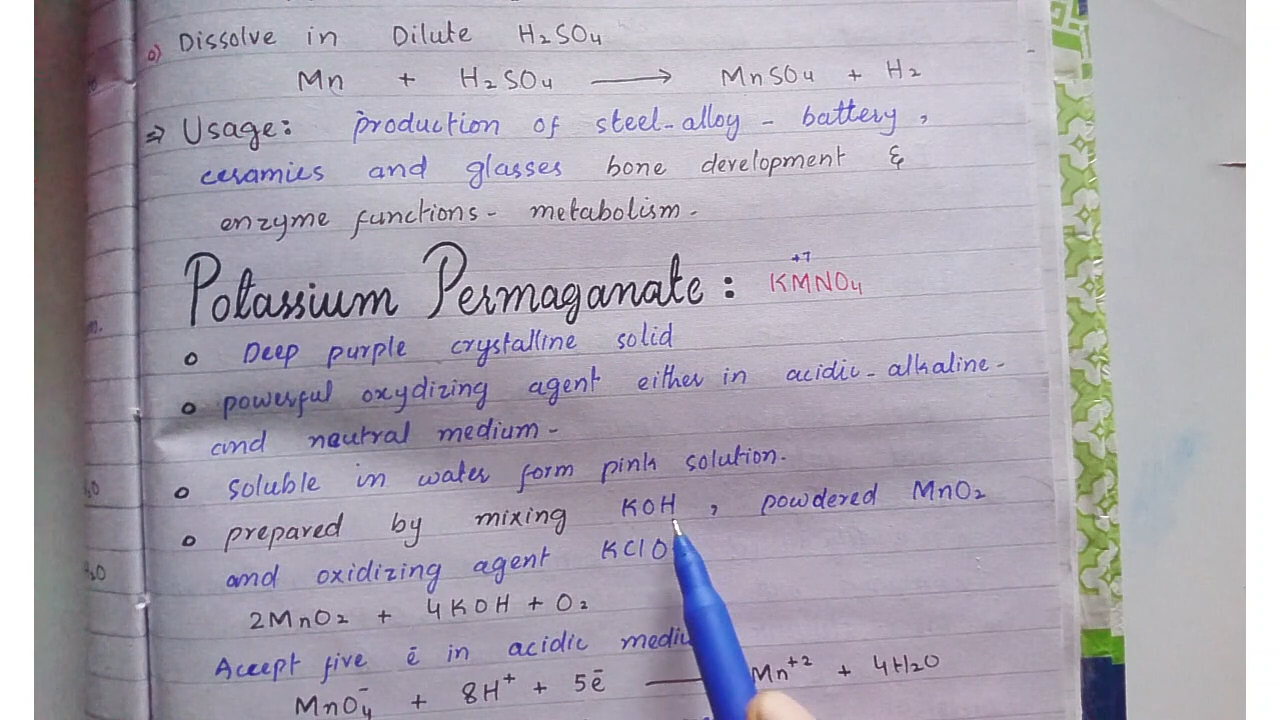 o) Dissolve in Dilute H₂SO₄
Mn + H₂SO₄ ⟶ MnSO₄ + H₂
⇒ Usage: production of steel-alloy - battery,
ceramics and glasses bone development &
enzyme functions - metabolism.
Potassium Permaganate: KMNO₄
+7
o Deep purple crystalline solid
o powerful oxydizing agent either in acidic-alkaline-
and neutral medium-
o soluble in water form pink solution.
o prepared by mixing KOH, powdered MnO₂
and oxidizing agent KClO
2MnO₂ + 4KOH + O₂
Accept five ē in acidic mediu
MnO₄⁻ + 8H⁺ + 5ē — Mn⁺² + 4H₂O